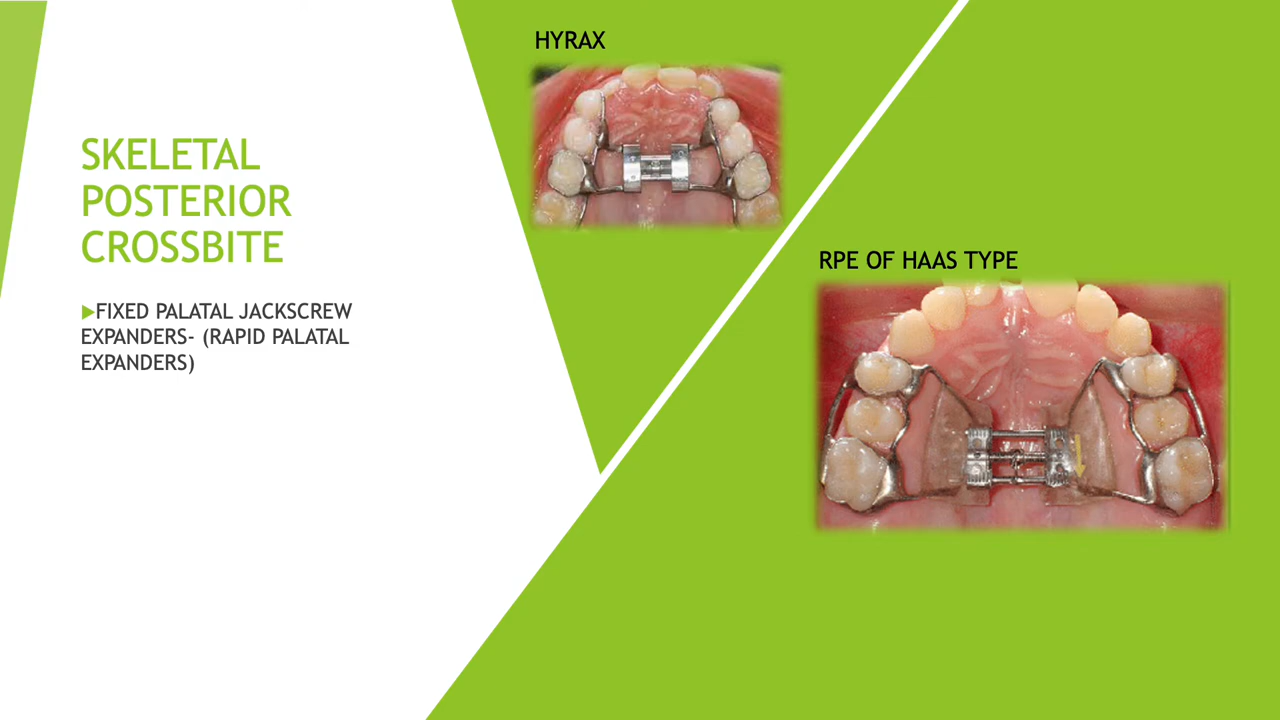 SKELETAL
POSTERIOR
CROSSBITE
FIXED PALATAL JACKSCREW
EXPANDERS- (RAPID PALATAL
EXPANDERS)
HYRAX
RPE OF HAAS TYPE